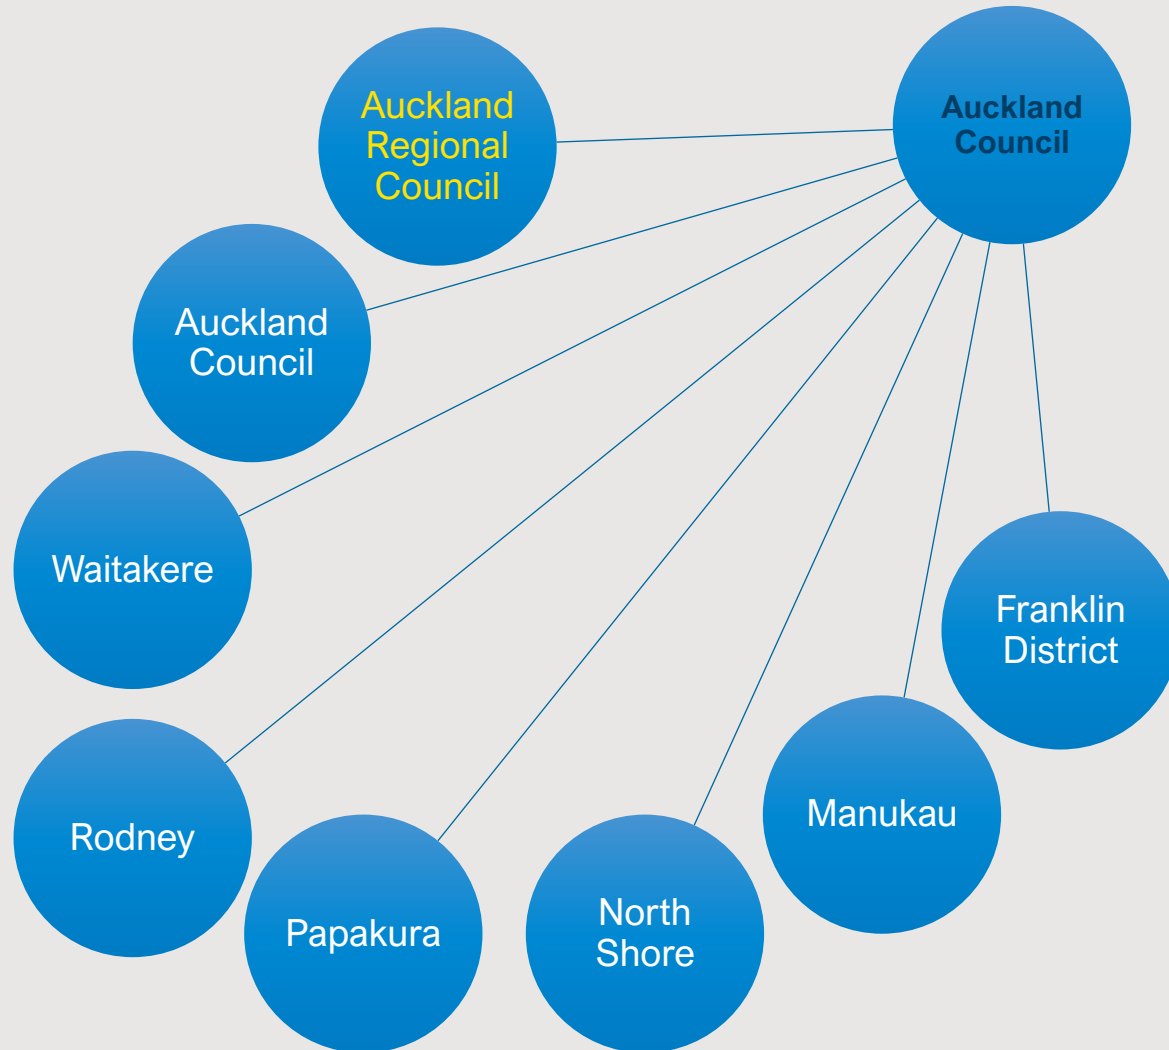 Auckland
Regional
Council
Auckland
Council
Auckland
Council
Waitakere
Franklin
District
Manukau
Rodney
Papakura
North
Shore